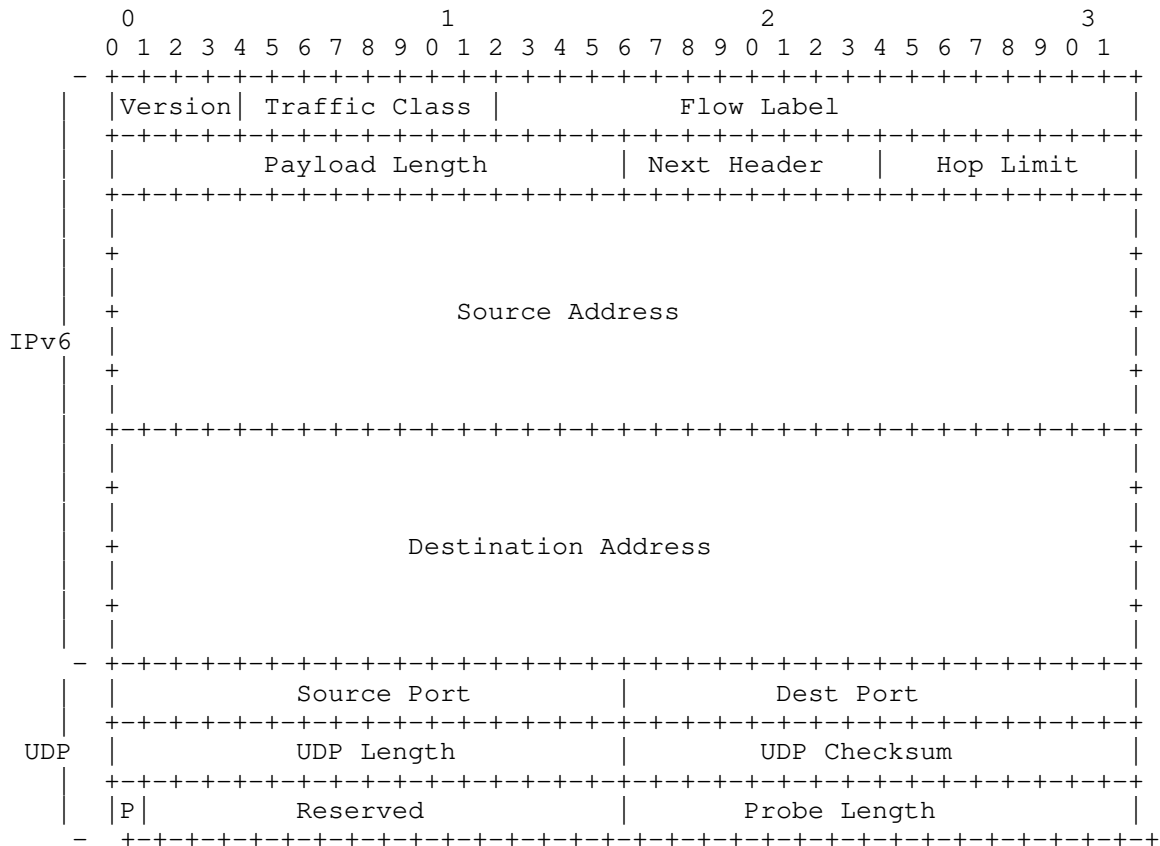 0                   1                   2                   3
 0 1 2 3 4 5 6 7 8 9 0 1 2 3 4 5 6 7 8 9 0 1 2 3 4 5 6 7 8 9 0 1
- +-+-+-+-+-+-+-+-+-+-+-+-+-+-+-+-+-+-+-+-+-+-+-+-+-+-+-+-+-+-+-+-+
| |Version| Traffic Class |           Flow Label                  |
| +-+-+-+-+-+-+-+-+-+-+-+-+-+-+-+-+-+-+-+-+-+-+-+-+-+-+-+-+-+-+-+-+
| |         Payload Length        | Next Header   |   Hop Limit   |
| +-+-+-+-+-+-+-+-+-+-+-+-+-+-+-+-+-+-+-+-+-+-+-+-+-+-+-+-+-+-+-+-+
| |                                                               |
| +                                                               +
| |                                                               |
| +                     Source Address                            +
IPv6 |                                                               |
| +                                                               +
| |                                                               |
| +-+-+-+-+-+-+-+-+-+-+-+-+-+-+-+-+-+-+-+-+-+-+-+-+-+-+-+-+-+-+-+-+
| |                                                               |
| +                                                               +
| |                                                               |
| +                  Destination Address                          +
| |                                                               |
| +                                                               +
| |                                                               |
- +-+-+-+-+-+-+-+-+-+-+-+-+-+-+-+-+-+-+-+-+-+-+-+-+-+-+-+-+-+-+-+-+
| |           Source Port         |         Dest Port             |
| +-+-+-+-+-+-+-+-+-+-+-+-+-+-+-+-+-+-+-+-+-+-+-+-+-+-+-+-+-+-+-+-+
UDP |           UDP Length          |        UDP Checksum           |
| +-+-+-+-+-+-+-+-+-+-+-+-+-+-+-+-+-+-+-+-+-+-+-+-+-+-+-+-+-+-+-+-+
| |P|         Reserved            |       Probe Length            |
-  +-+-+-+-+-+-+-+-+-+-+-+-+-+-+-+-+-+-+-+-+-+-+-+-+-+-+-+-+-+-+-+-+